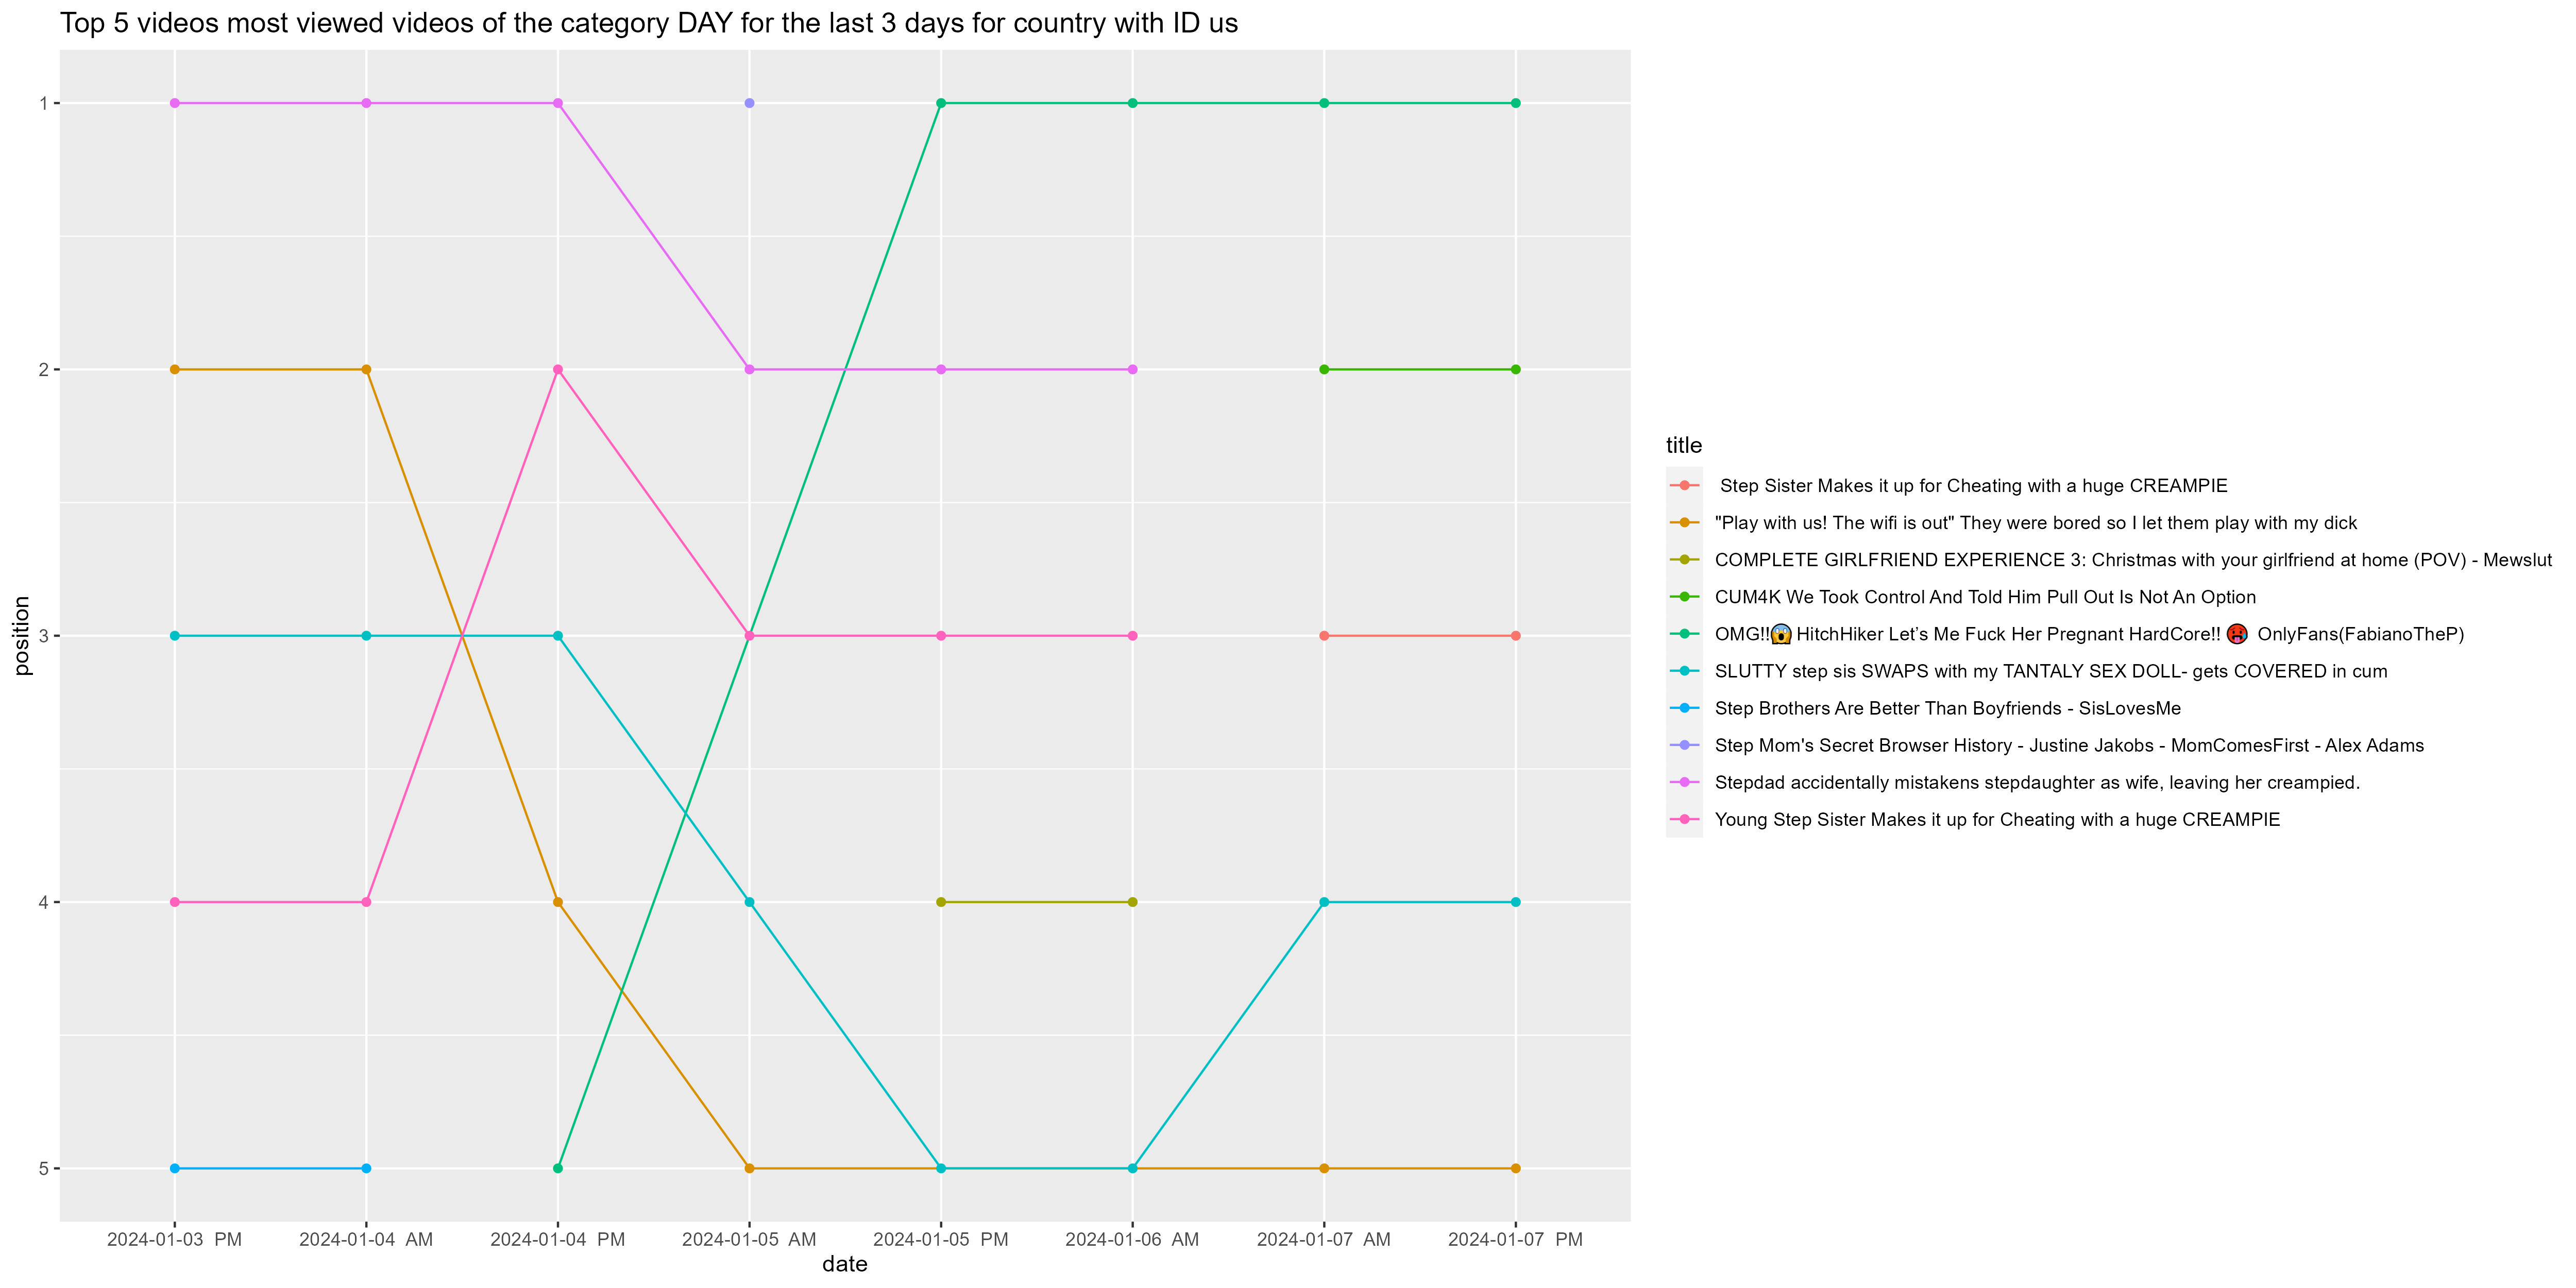 Top 5 videos most viewed videos of the category DAY for the last 3 days for country with ID us
1
2
3
4
5
position
2024-01-03 PM
2024-01-04 AM
2024-01-04 PM
2024-01-05 AM
2024-01-05 PM
2024-01-06 AM
2024-01-07 AM
2024-01-07 PM
date
title
Step Sister Makes it up for Cheating with a huge CREAMPIE
"Play with us! The wifi is out" They were bored so I let them play with my dick
COMPLETE GIRLFRIEND EXPERIENCE 3: Christmas with your girlfriend at home (POV) - Mewslut
CUM4K We Took Control And Told Him Pull Out Is Not An Option
OMG!!😱 HitchHiker Let’s Me Fuck Her Pregnant HardCore!! 🥵 OnlyFans(FabianoTheP)
SLUTTY step sis SWAPS with my TANTALY SEX DOLL- gets COVERED in cum
Step Brothers Are Better Than Boyfriends - SisLovesMe
Step Mom's Secret Browser History - Justine Jakobs - MomComesFirst - Alex Adams
Stepdad accidentally mistakens stepdaughter as wife, leaving her creampied.
Young Step Sister Makes it up for Cheating with a huge CREAMPIE